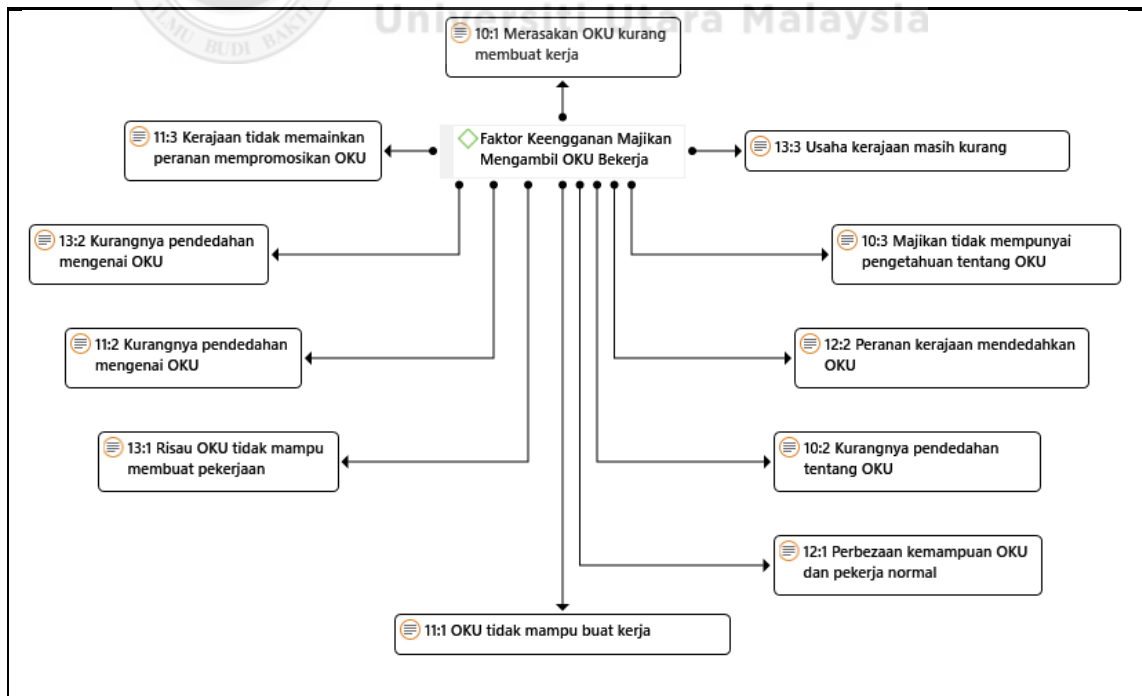 ILMU BUDI BAKTI
Universiti Utara Malaysia
10:1 Merasakan OKU kurang
membuat kerja
11:3 Kerajaan tidak memainkan
peranan mempromosikan OKU
Faktor Keengganan Majikan
Mengambil OKU Bekerja
13:3 Usaha kerajaan masih kurang
13:2 Kurangnya pendedahan
mengenai OKU
10:3 Majikan tidak mempunyai
pengetahuan tentang OKU
11:2 Kurangnya pendedahan
mengenai OKU
12:2 Peranan kerajaan mendedahkan
OKU
13:1 Risau OKU tidak mampu
membuat pekerjaan
10:2 Kurangnya pendedahan
tentang OKU
12:1 Perbezaan kemampuan OKU
dan pekerja normal
11:1 OKU tidak mampu buat kerja